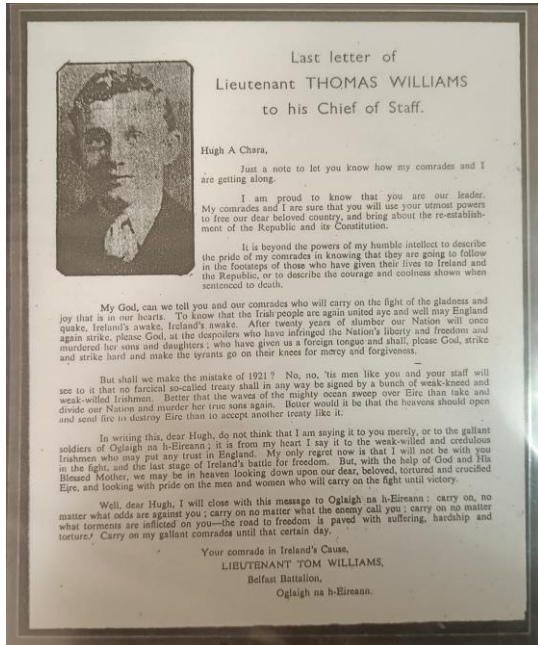 Last letter of
Lieutenant THOMAS WILLIAMS
to his Chief of Staff.
Hugh A Chara,
Just a note to let you know how my comrades and I
are getting along.
I am proud to know that you are our leader.
My comrades and I are sure that you will use your utmost powers
to free our dear beloved country, and bring about the re-establish-
ment of the Republic and its Constitution.
It is beyond the powers of my humble intellect to describe
the pride of my comrades in knowing that they are going to follow
in the footsteps of those who have given their lives to Ireland and
the Republic, or to describe the courage and coolness shown when
sentenced to death.
My God, can we tell you and our comrades who will carry on the fight of the gladness and
joy that is in our hearts. To know that the Irish people are again united aye and well may England
quake, Ireland's awake, Ireland's awake. After twenty years of slumber our Nation will once
again strike, please God, at the despoilers who have infringed the Nation's liberty and freedom and
murdered her sons and daughters; who have given us a foreign tongue and shall, please God, strike
and strike hard and make the tyrants go on their knees for mercy and forgiveness.
But shall we make the mistake of 1921? No, no, 'tis men like you and your staff will
see to it that no farcical so-called treaty shall in any way be signed by a bunch of weak-kneed and
weak-willed Irishmen. Better that the waves of the mighty ocean sweep over Eire than take and
divide our Nation and murder her true sons again. Better would it be that the heavens should open
and send fire to destroy Eire than to accept another treaty like it.
In writing this, dear Hugh, do not think that I am saying it to you merely, or to the gallant
soldiers of Oglaigh na h-Eireann; it is from my heart I say it to the weak-willed and credulous
Irishmen who may put any trust in England. My only regret now is that I will not be with you
in the fight, and the last stage of Ireland's battle for freedom. But, with the help of God and His
Blessed Mother, we may be in heaven looking down upon our dear, beloved, tortured and crucified
Eire, and looking with pride on the men and women who will carry on the fight until victory.
Well, dear Hugh, I will close with this message to Oglaigh na h-Eireann: carry on, no
matter what odds are against you; carry on no matter what the enemy call you; carry on no matter
what torments are inflicted on you—the road to freedom is paved with suffering, hardship and
torture. Carry on my gallant comrades until that certain day.
Your comrade in Ireland's Cause,
LIEUTENANT TOM WILLIAMS,
Belfast Battalion,
Oglaigh na h-Eireann.